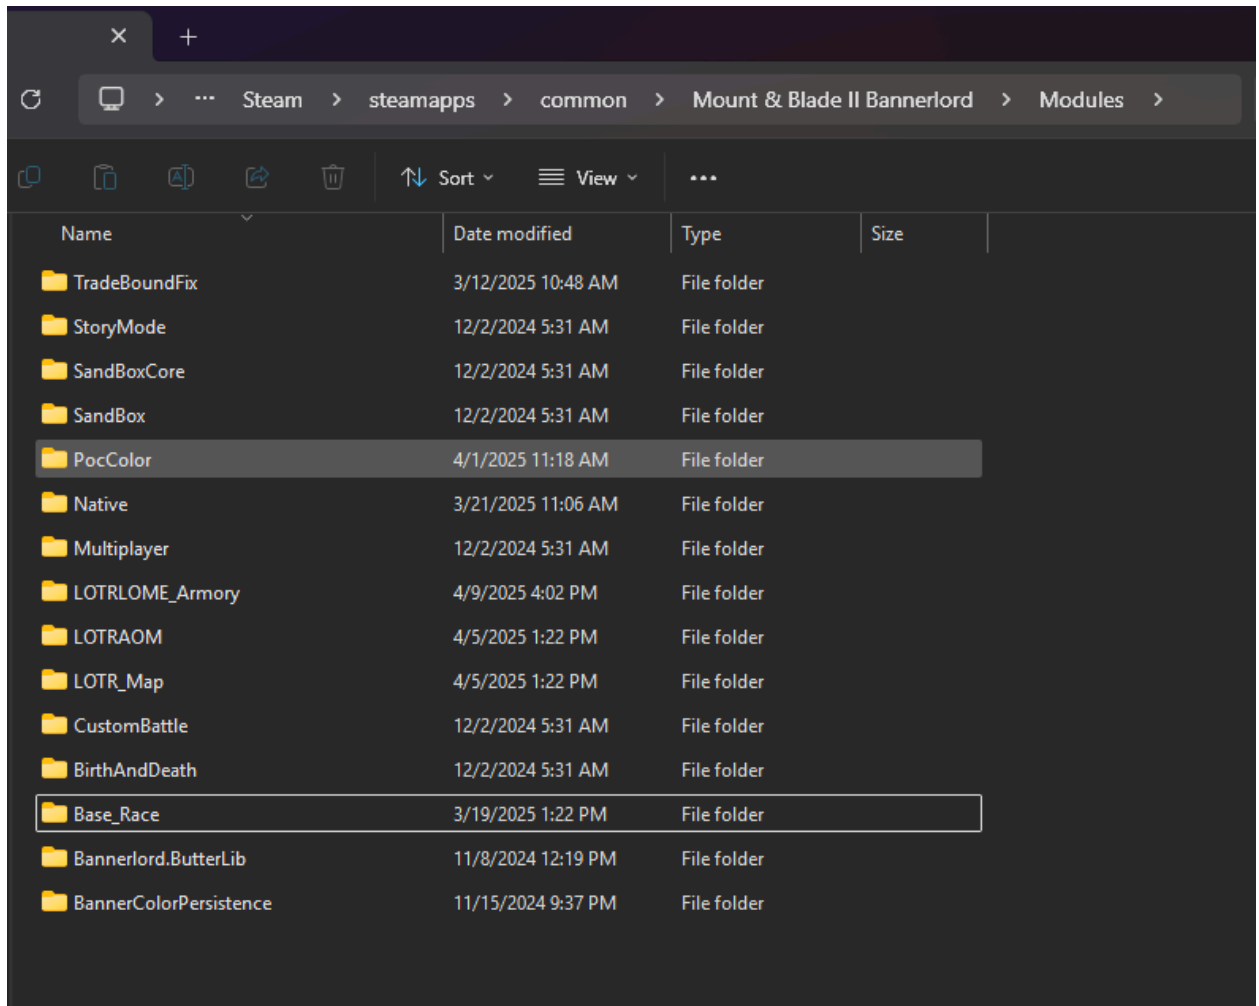 Steam > steamapps > common > Mount & Blade II Bannerlord > Modules >
Sort View
Name Date modified Type Size
TradeBoundFix 3/12/2025 10:48 AM File folder
StoryMode 12/2/2024 5:31 AM File folder
SandBoxCore 12/2/2024 5:31 AM File folder
SandBox 12/2/2024 5:31 AM File folder
PocColor 4/1/2025 11:18 AM File folder
Native 3/21/2025 11:06 AM File folder
Multiplayer 12/2/2024 5:31 AM File folder
LOTRLOME_Armory 4/9/2025 4:02 PM File folder
LOTRAOM 4/5/2025 1:22 PM File folder
LOTR_Map 4/5/2025 1:22 PM File folder
CustomBattle 12/2/2024 5:31 AM File folder
BirthAndDeath 12/2/2024 5:31 AM File folder
Base_Race 3/19/2025 1:22 PM File folder
Bannerlord.ButterLib 11/8/2024 12:19 PM File folder
BannerColorPersistence 11/15/2024 9:37 PM File folder